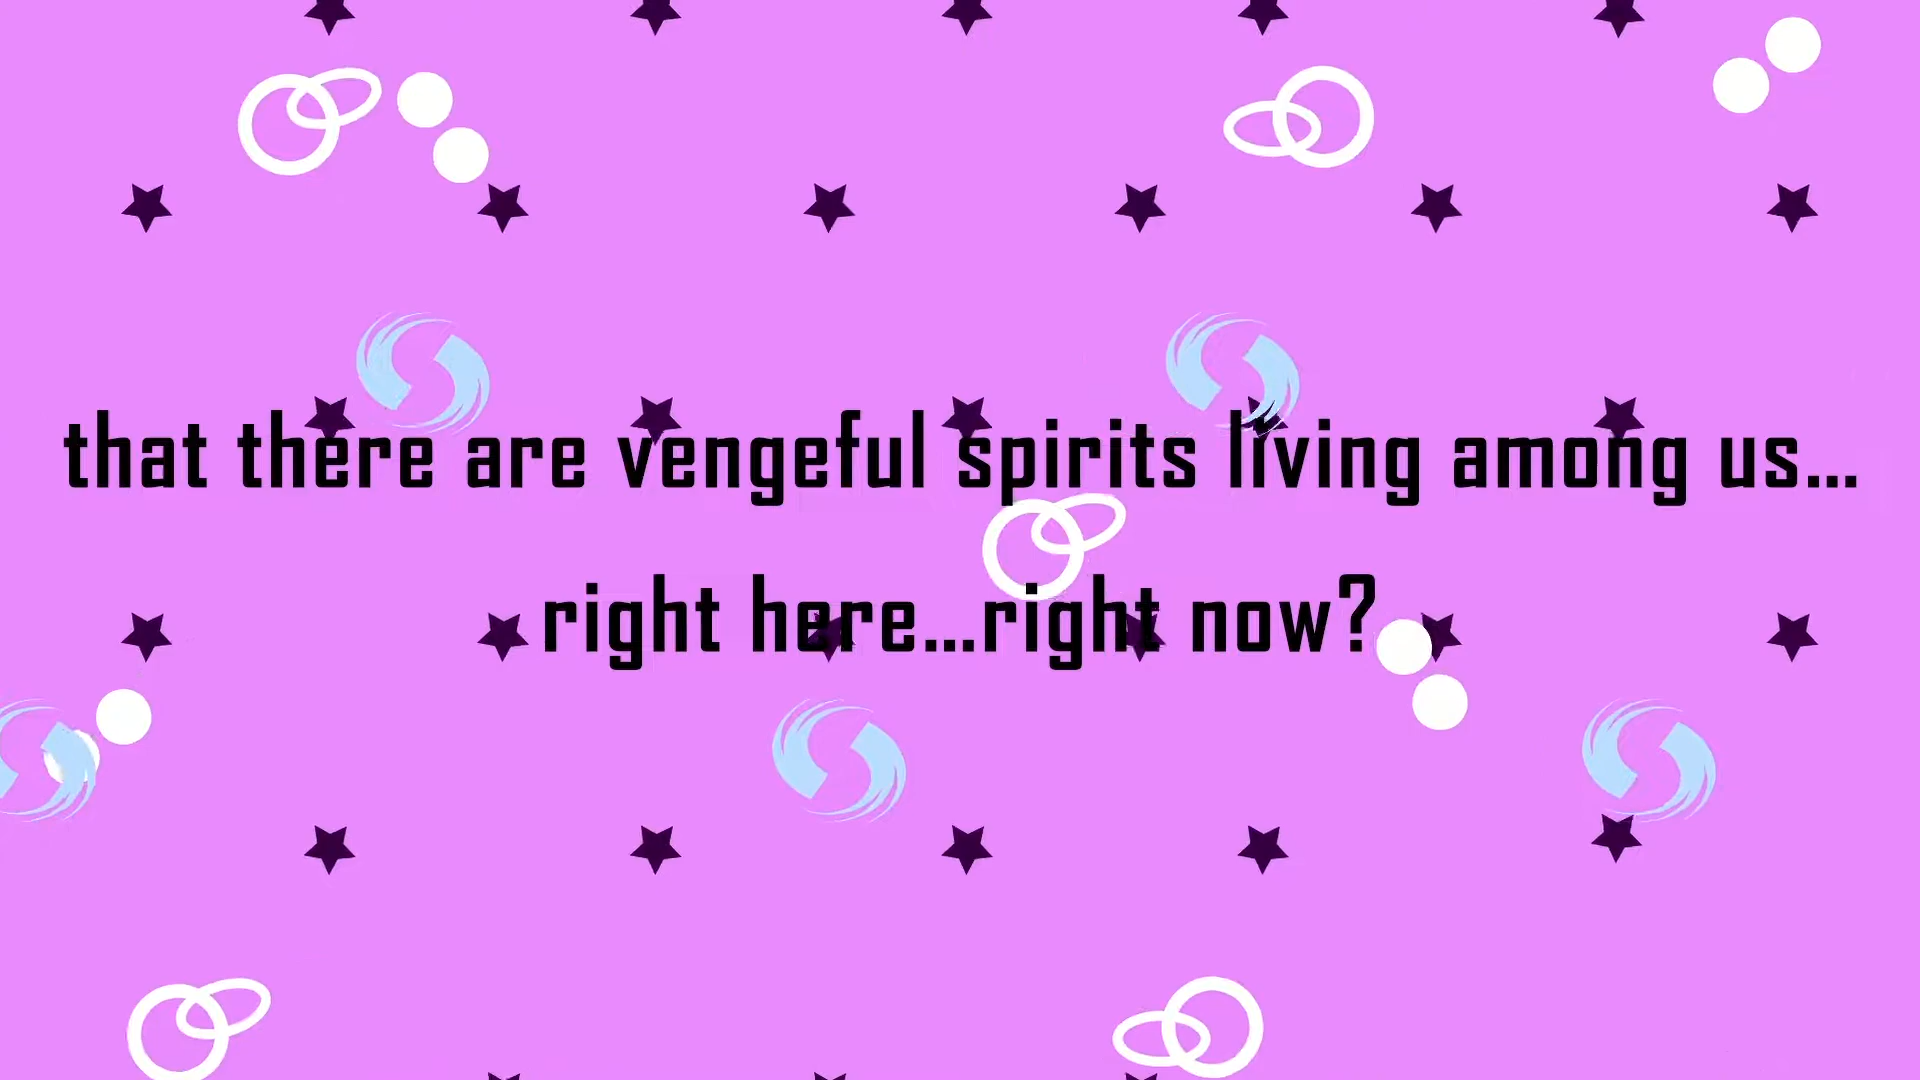 that there are vengeful spirits living among us...
right here...right now?